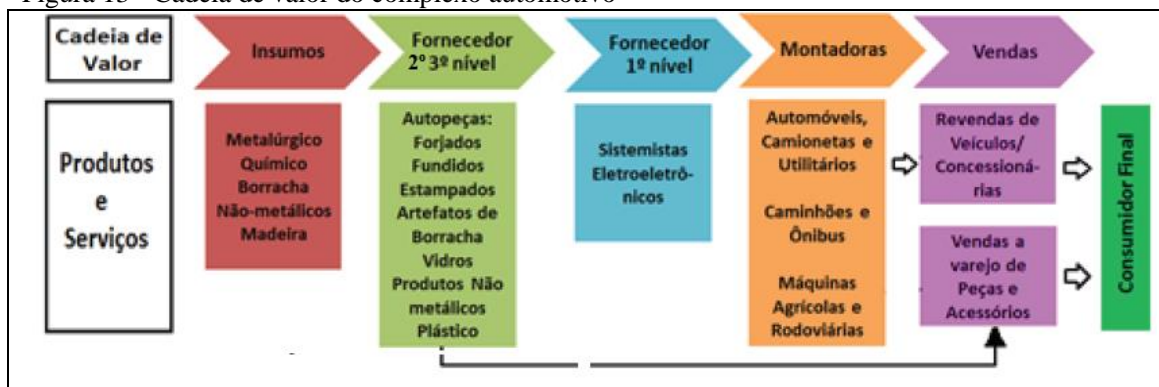 Figura 13 - Cadeia de valor do complexo automotivo
Cadeia de
Valor
Insumos
Fornecedor
2º 3º nível
Fornecedor
1º nível
Montadoras
Vendas
Produtos
e
Serviços
Metalúrgico
Químico
Borracha
Não-metálicos
Madeira
Autopeças:
Forjados
Fundidos
Estampados
Artefatos de
Borracha
Vidros
Produtos Não
metálicos
Plástico
Sistemistas
Eletroeletrô-
nicos
Automóveis,
Camionetas e
Utilitários
Caminhões e
Ônibus
Máquinas
Agrícolas e
Rodoviárias
Revendas de
Veículos/
Concessioná-
rias
Vendas a
varejo de
Peças e
Acessórios
Consumidor Final